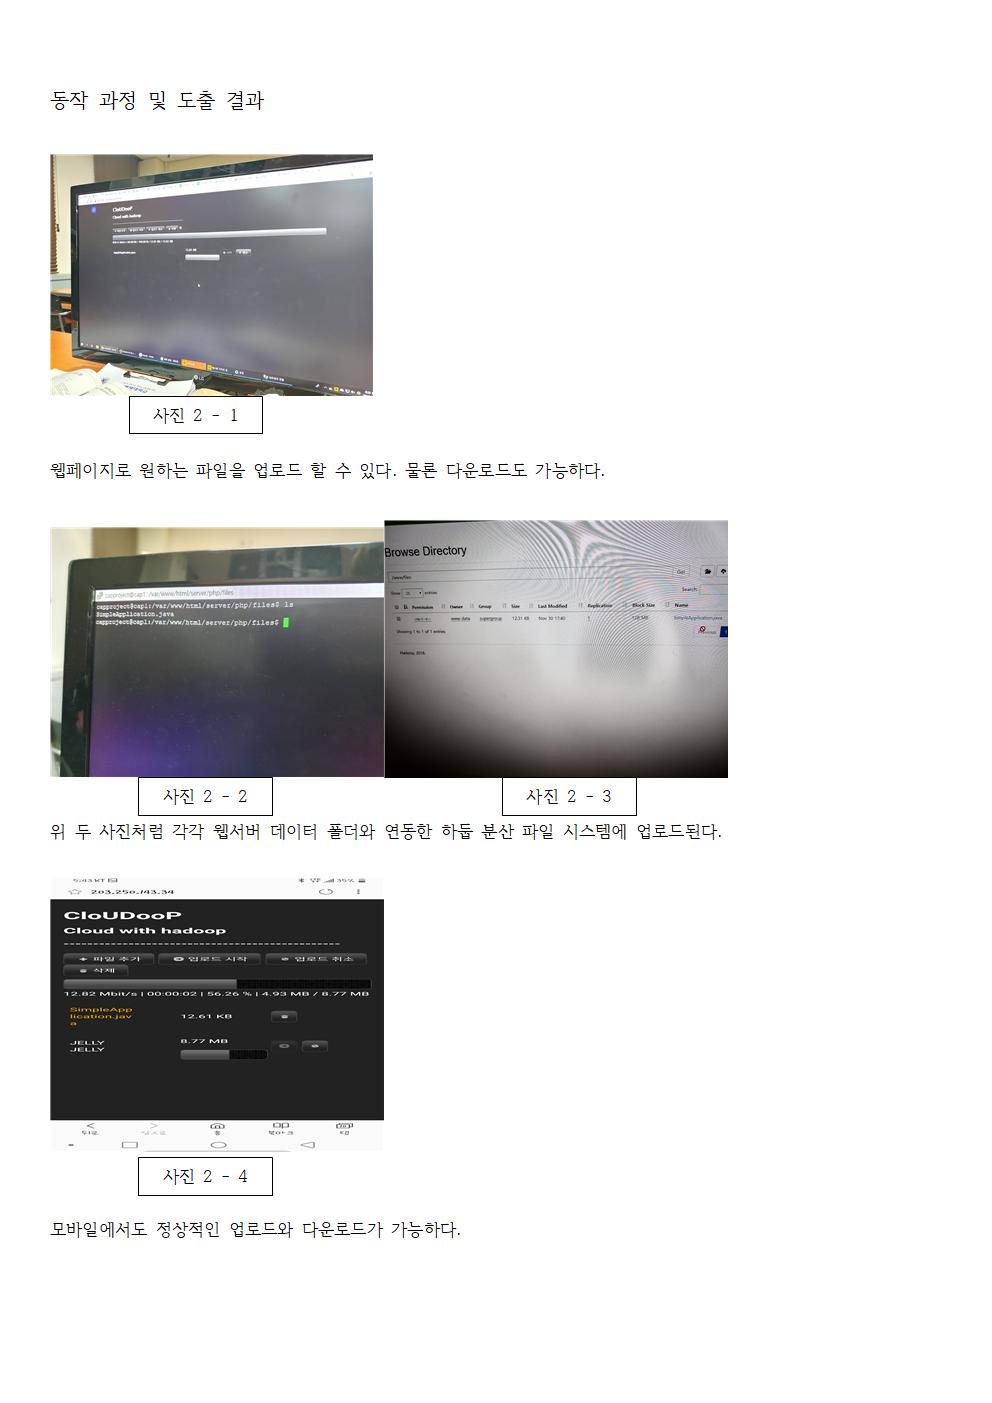 동작 과정 및 도출 결과
CloUDooP
Cloud with hadoop
사진 2 - 1
웹페이지로 원하는 파일을 업로드 할 수 있다. 물론 다운로드도 가능하다.
capproject@cap1: /var/www/html/server/php/files
capproject@cap1:/var/www/html/server/php/files$ ls
SimpleApplication.java
capproject@cap1:/var/www/html/server/php/files$
Browse Directory
Go!
Show 25 entries
Search:
Permission Owner Group Size Last Modified Replication Block Size Name
www-data supergroup 12.31 KB Nov 30 17:40 1 128 MB SimpleApplication.java
Showing 1 to 1 of 1 entries
Hadoop, 2018.
사진 2 - 2
사진 2 - 3
위 두 사진처럼 각각 웹서버 데이터 폴더와 연동한 하둡 분산 파일 시스템에 업로드된다.
5:43 KT 35%
203.250.143.34
CloUDooP
Cloud with hadoop
파일 추가 업로드 시작 업로드 취소
삭제
12.82 Mbit/s | 00:00:02 | 56.26 % | 4.93 MB / 8.77 MB
SimpleApp
lication.jav
a
12.61 KB
JELLY
JELLY
8.77 MB
뒤로 앞으로 홈 북마크 탭
사진 2 - 4
모바일에서도 정상적인 업로드와 다운로드가 가능하다.